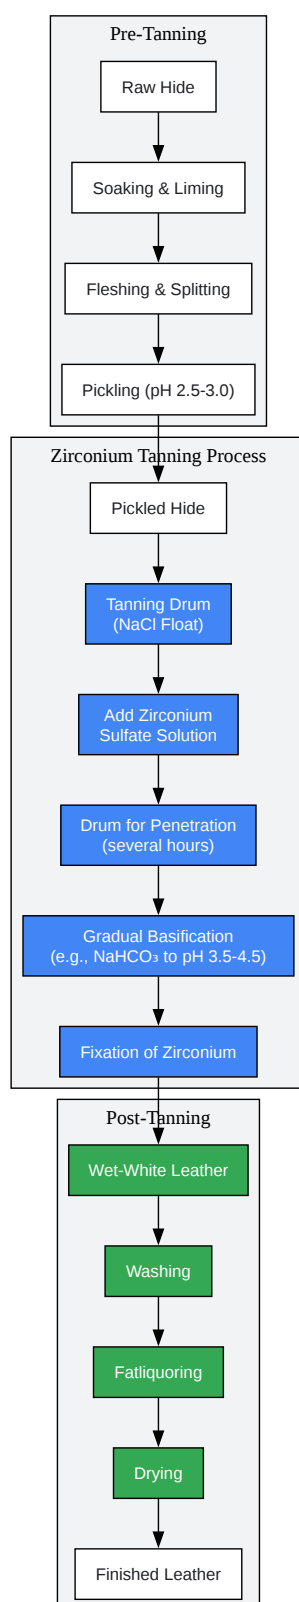 Pre-Tanning
Raw Hide
Soaking & Liming
Fleshing & Splitting
Pickling (pH 2.5-3.0)
Zirconium Tanning Process
Pickled Hide
Tanning Drum
(NaCl Float)
Add Zirconium
Sulfate Solution
Drum for Penetration
(several hours)
Gradual Basification
(e.g., NaHCO₃ to pH 3.5-4.5)
Fixation of Zirconium
Post-Tanning
Wet-White Leather
Washing
Fatliquoring
Drying
Finished Leather